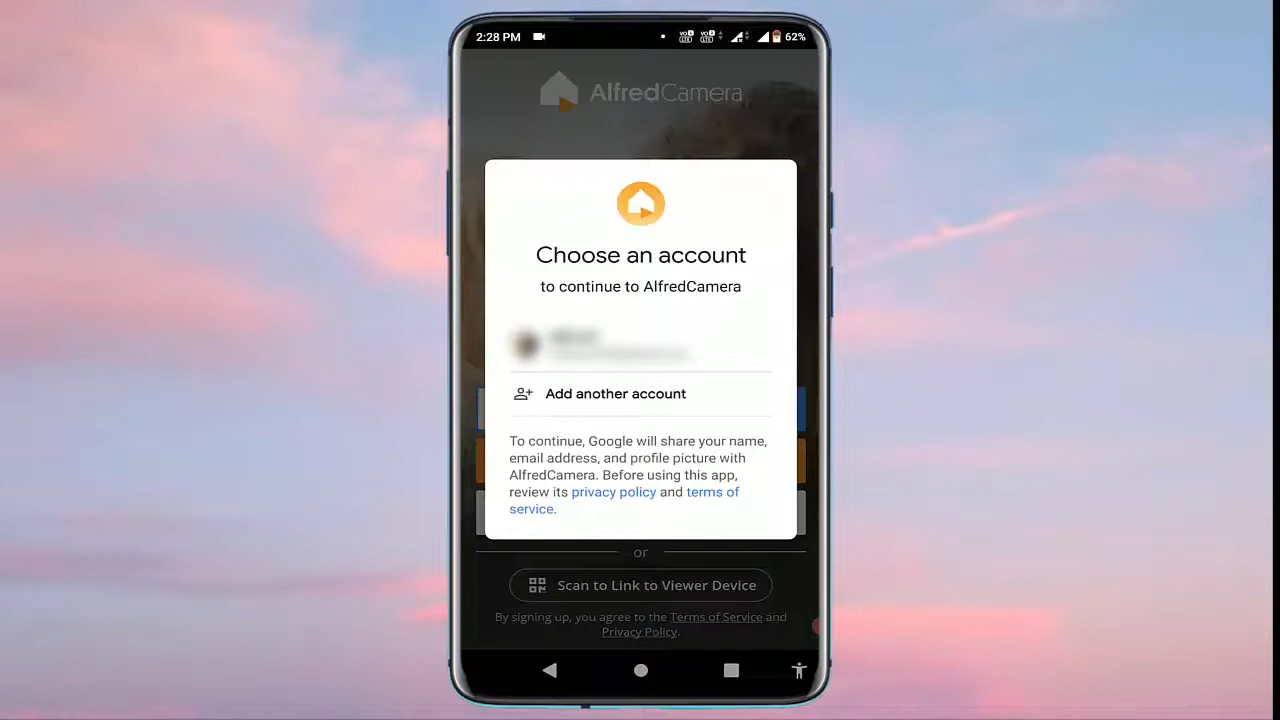 2:28 PM
62%
AlfredCamera
Choose an account
to continue to AlfredCamera
Add another account
To continue, Google will share your name,
email address, and profile picture with
AlfredCamera. Before using this app,
review its privacy policy and terms of
service.
or
Scan to Link to Viewer Device
By signing up, you agree to the Terms of Service and
Privacy Policy.